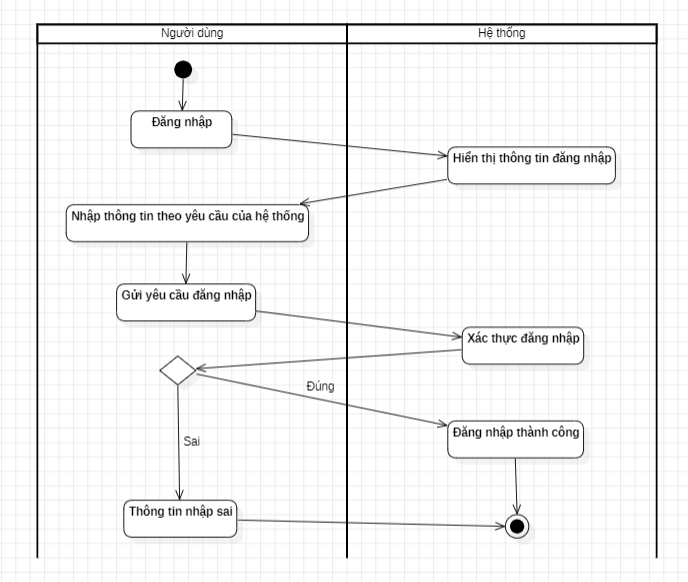 Người dùng
Hệ thống
Đăng nhập
Hiển thị thông tin đăng nhập
Nhập thông tin theo yêu cầu của hệ thống
Gửi yêu cầu đăng nhập
Xác thực đăng nhập
Đúng
Đăng nhập thành công
Sai
Thông tin nhập sai